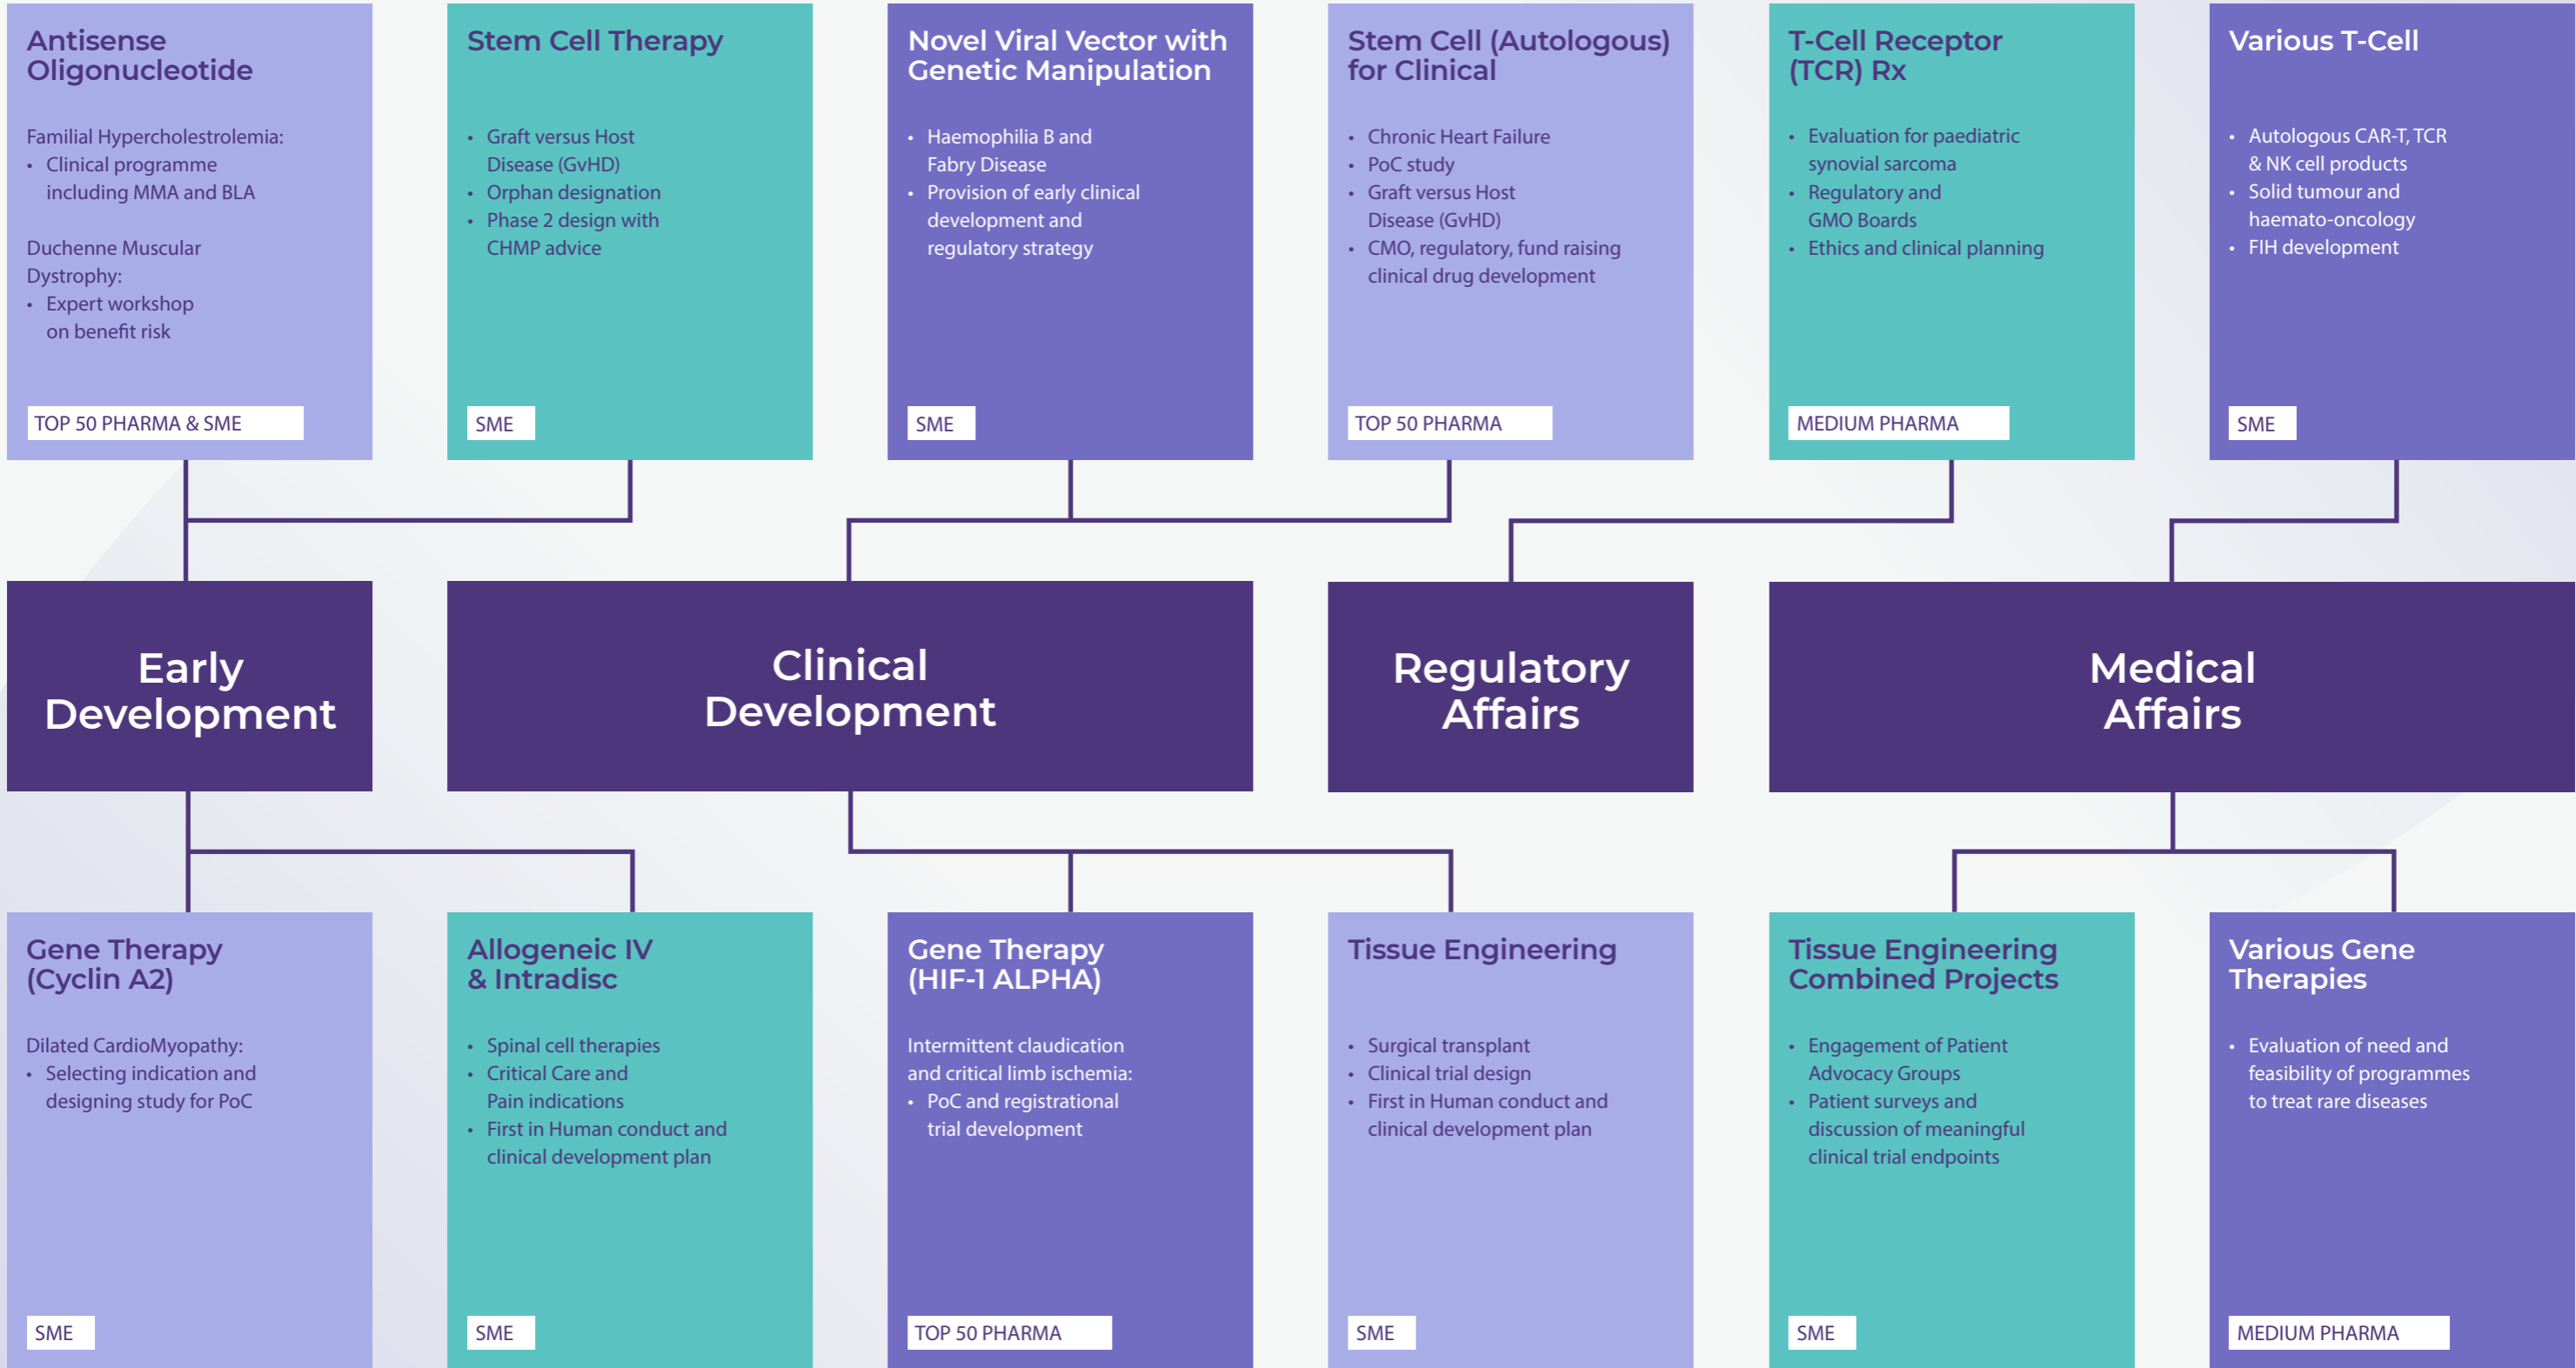 Antisense
Oligonucleotide
Familial Hypercholestrolemia:
• Clinical programme
including MMA and BLA
Duchenne Muscular
Dystrophy:
• Expert workshop
on benefit risk
TOP 50 PHARMA & SME
Stem Cell Therapy
• Graft versus Host
Disease (GvHD)
• Orphan designation
• Phase 2 design with
CHMP advice
SME
Novel Viral Vector with
Genetic Manipulation
• Haemophilia B and
Fabry Disease
• Provision of early clinical
development and
regulatory strategy
SME
Stem Cell (Autologous)
for Clinical
• Chronic Heart Failure
• PoC study
• Graft versus Host
Disease (GvHD)
• CMO, regulatory, fund raising
clinical drug development
TOP 50 PHARMA
T-Cell Receptor
(TCR) Rx
• Evaluation for paediatric
synovial sarcoma
• Regulatory and
GMO Boards
• Ethics and clinical planning
MEDIUM PHARMA
Various T-Cell
• Autologous CAR-T, TCR
& NK cell products
• Solid tumour and
haemato-oncology
• FIH development
SME
Early
Development
Clinical
Development
Regulatory
Affairs
Medical
Affairs
Gene Therapy
(Cyclin A2)
Dilated CardioMyopathy:
• Selecting indication and
designing study for PoC
SME
Allogeneic IV
& Intradisc
• Spinal cell therapies
• Critical Care and
Pain indications
• First in Human conduct and
clinical development plan
SME
Gene Therapy
(HIF-1 ALPHA)
Intermittent claudication
and critical limb ischemia:
• PoC and registrational
trial development
TOP 50 PHARMA
Tissue Engineering
• Surgical transplant
• Clinical trial design
• First in Human conduct and
clinical development plan
SME
Tissue Engineering
Combined Projects
• Engagement of Patient
Advocacy Groups
• Patient surveys and
discussion of meaningful
clinical trial endpoints
SME
Various Gene
Therapies
• Evaluation of need and
feasibility of programmes
to treat rare diseases
MEDIUM PHARMA